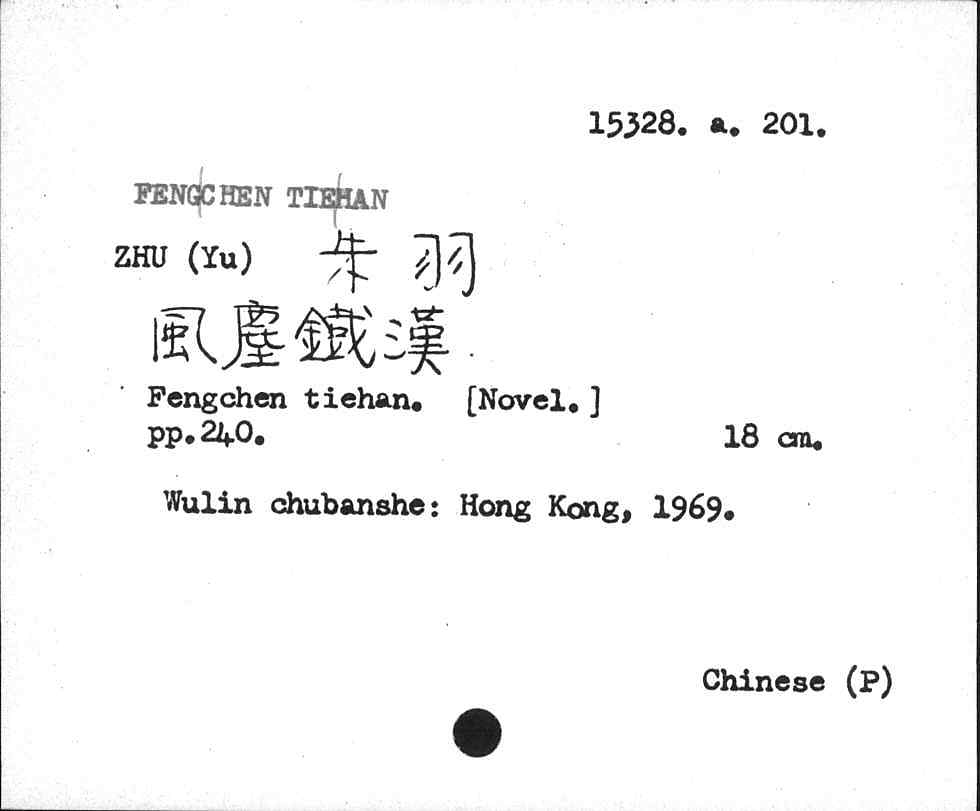 15328. a. 201.
FENGCHEN TIEHAN
ZHU (Yu) 朱 羽
風塵鐵漢
Fengchen tiehan. [Novel.]
pp.240. 18 cm.
Wulin chubanshe: Hong Kong, 1969.
Chinese (P)